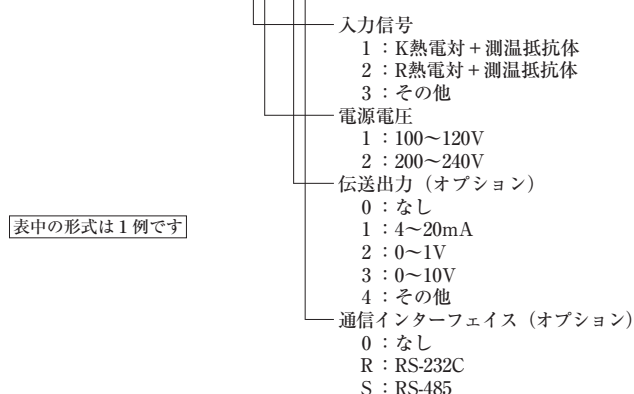 入力信号
1：K熱電対＋測温抵抗体
2：R熱電対＋測温抵抗体
3：その他
電源電圧
1：100〜120V
2：200〜240V
伝送出力（オプション）
0：なし
1：4〜20mA
2：0〜1V
3：0〜10V
4：その他
通信インターフェイス（オプション）
0：なし
R：RS-232C
S：RS-485
表中の形式は1例です